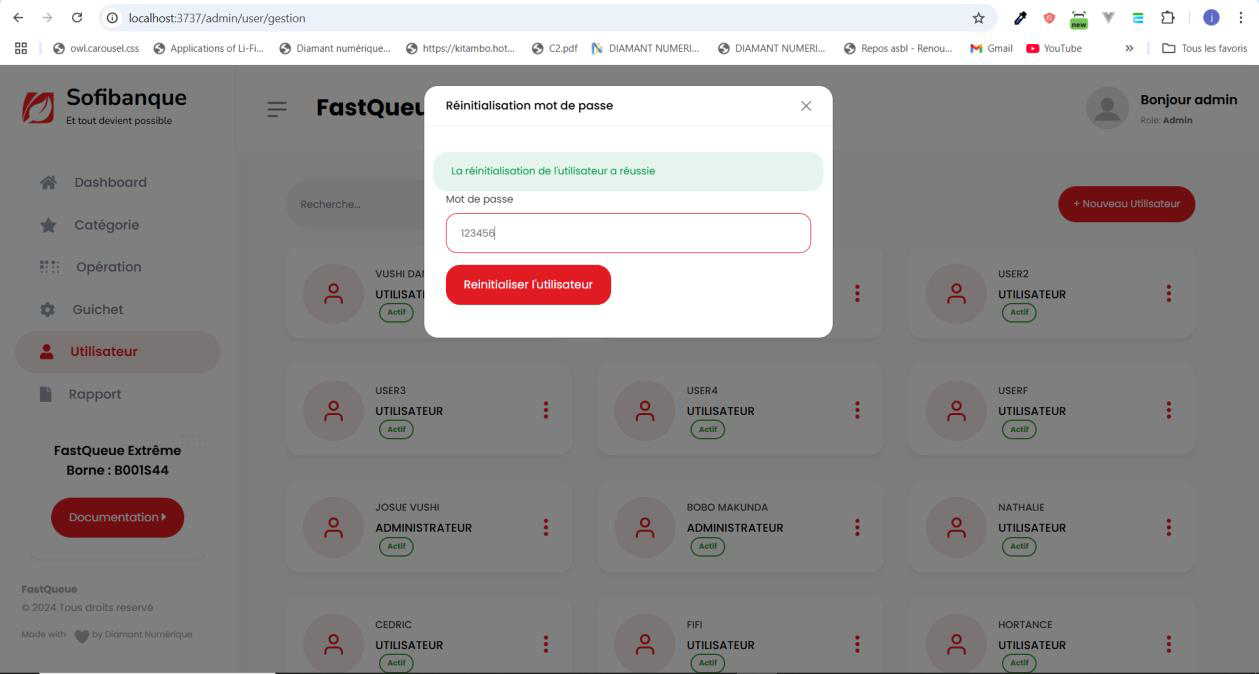 localhost:3737/admin/user/gestion
new
i
owl.carousel.css
Applications of Li-Fi...
Diamant numérique...
https://kitambo.hot...
C2.pdf
DIAMANT NUMERI...
DIAMANT NUMERI...
Repos asbl - Renou...
Gmail
YouTube
»
Tous les favoris
Sofibanque
Et tout devient possible
FastQueu
Bonjour admin
Role: Admin
Réinitialisation mot de passe
La réinitialisation de l'utilisateur a réussie
Mot de passe
123456
Reinitialiser l'utilisateur
Dashboard
Catégorie
Opération
Guichet
Utilisateur
Rapport
FastQueue Extrême
Borne : B001S44
Documentation
FastQueue
© 2024 Tous droits reservé
Made with by Diamant Numérique
Recherche...
+ Nouveau Utilisateur
VUSHI DA
UTILISAT
Actif
USER2
UTILISATEUR
Actif
USER3
UTILISATEUR
Actif
USER4
UTILISATEUR
Actif
USERF
UTILISATEUR
Actif
JOSUE VUSHI
ADMINISTRATEUR
Actif
BOBO MAKUNDA
ADMINISTRATEUR
Actif
NATHALIE
UTILISATEUR
Actif
CEDRIC
UTILISATEUR
Actif
FIFI
UTILISATEUR
Actif
HORTANCE
UTILISATEUR
Actif